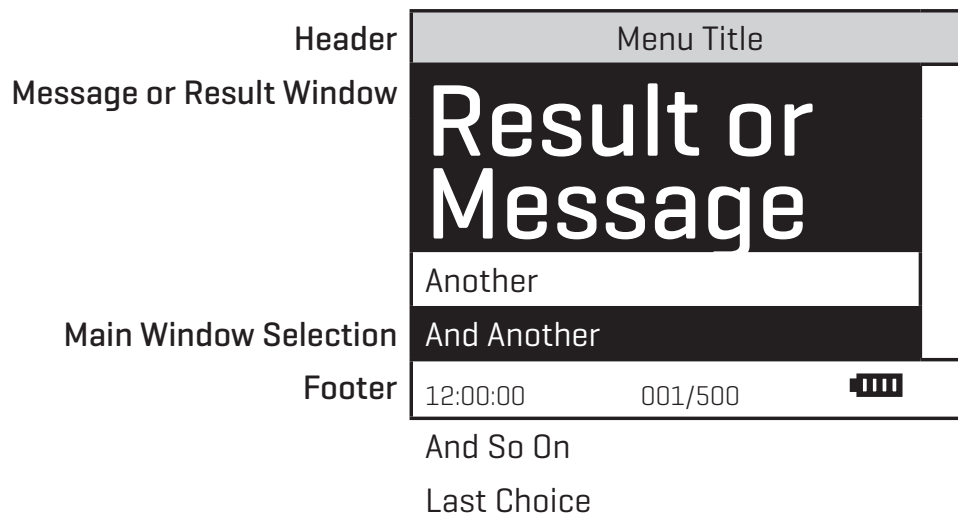 Header
Menu Title
Message or Result Window
Result or
Message
Another
Main Window Selection
And Another
Footer
12:00:00
001/500
And So On
Last Choice